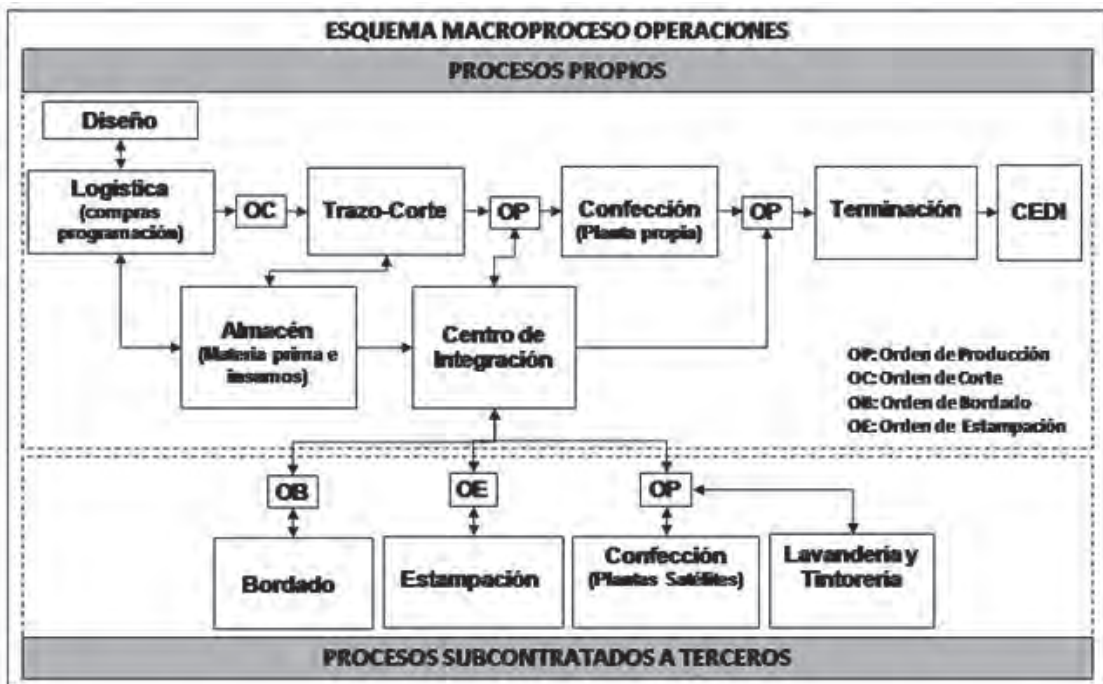 ESQUEMA MACROPROCESO OPERACIONES
PROCESOS PROPIOS
Diseño
Logística
(compras
programación)
OC
Trazo-Corte
OP
Confección
(Planta propia)
OP
Terminación
CEDI
Almacén
(Materia prima e
insumos)
Centro de
Integración
OP: Orden de Producción
OC: Orden de Corte
OB: Orden de Bordado
OE: Orden de Estampación
OB
OE
OP
Bordado
Estampación
Confección
(Plantas Satélites)
Lavandería y
Tintorería
PROCESOS SUBCONTRATADOS A TERCEROS